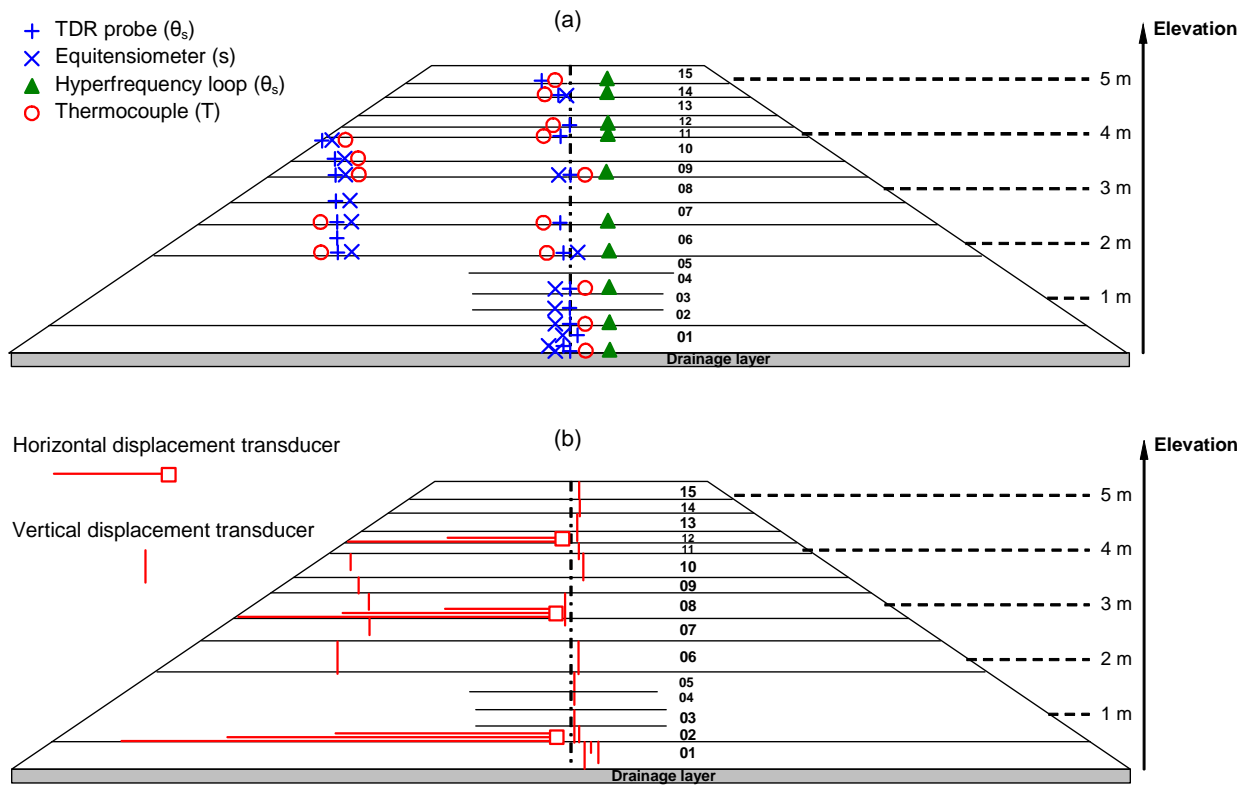 (a)
TDR probe (θs)
Equitensiometer (s)
Hyperfrequency loop (θs)
Thermocouple (T)
Elevation
5 m
4 m
3 m
2 m
1 m
15
14
13
12
11
10
09
08
07
06
05
04
03
02
01
Drainage layer
(b)
Horizontal displacement transducer
Vertical displacement transducer
Elevation
5 m
4 m
3 m
2 m
1 m
15
14
13
12
11
10
09
08
07
06
05
04
03
02
01
Drainage layer